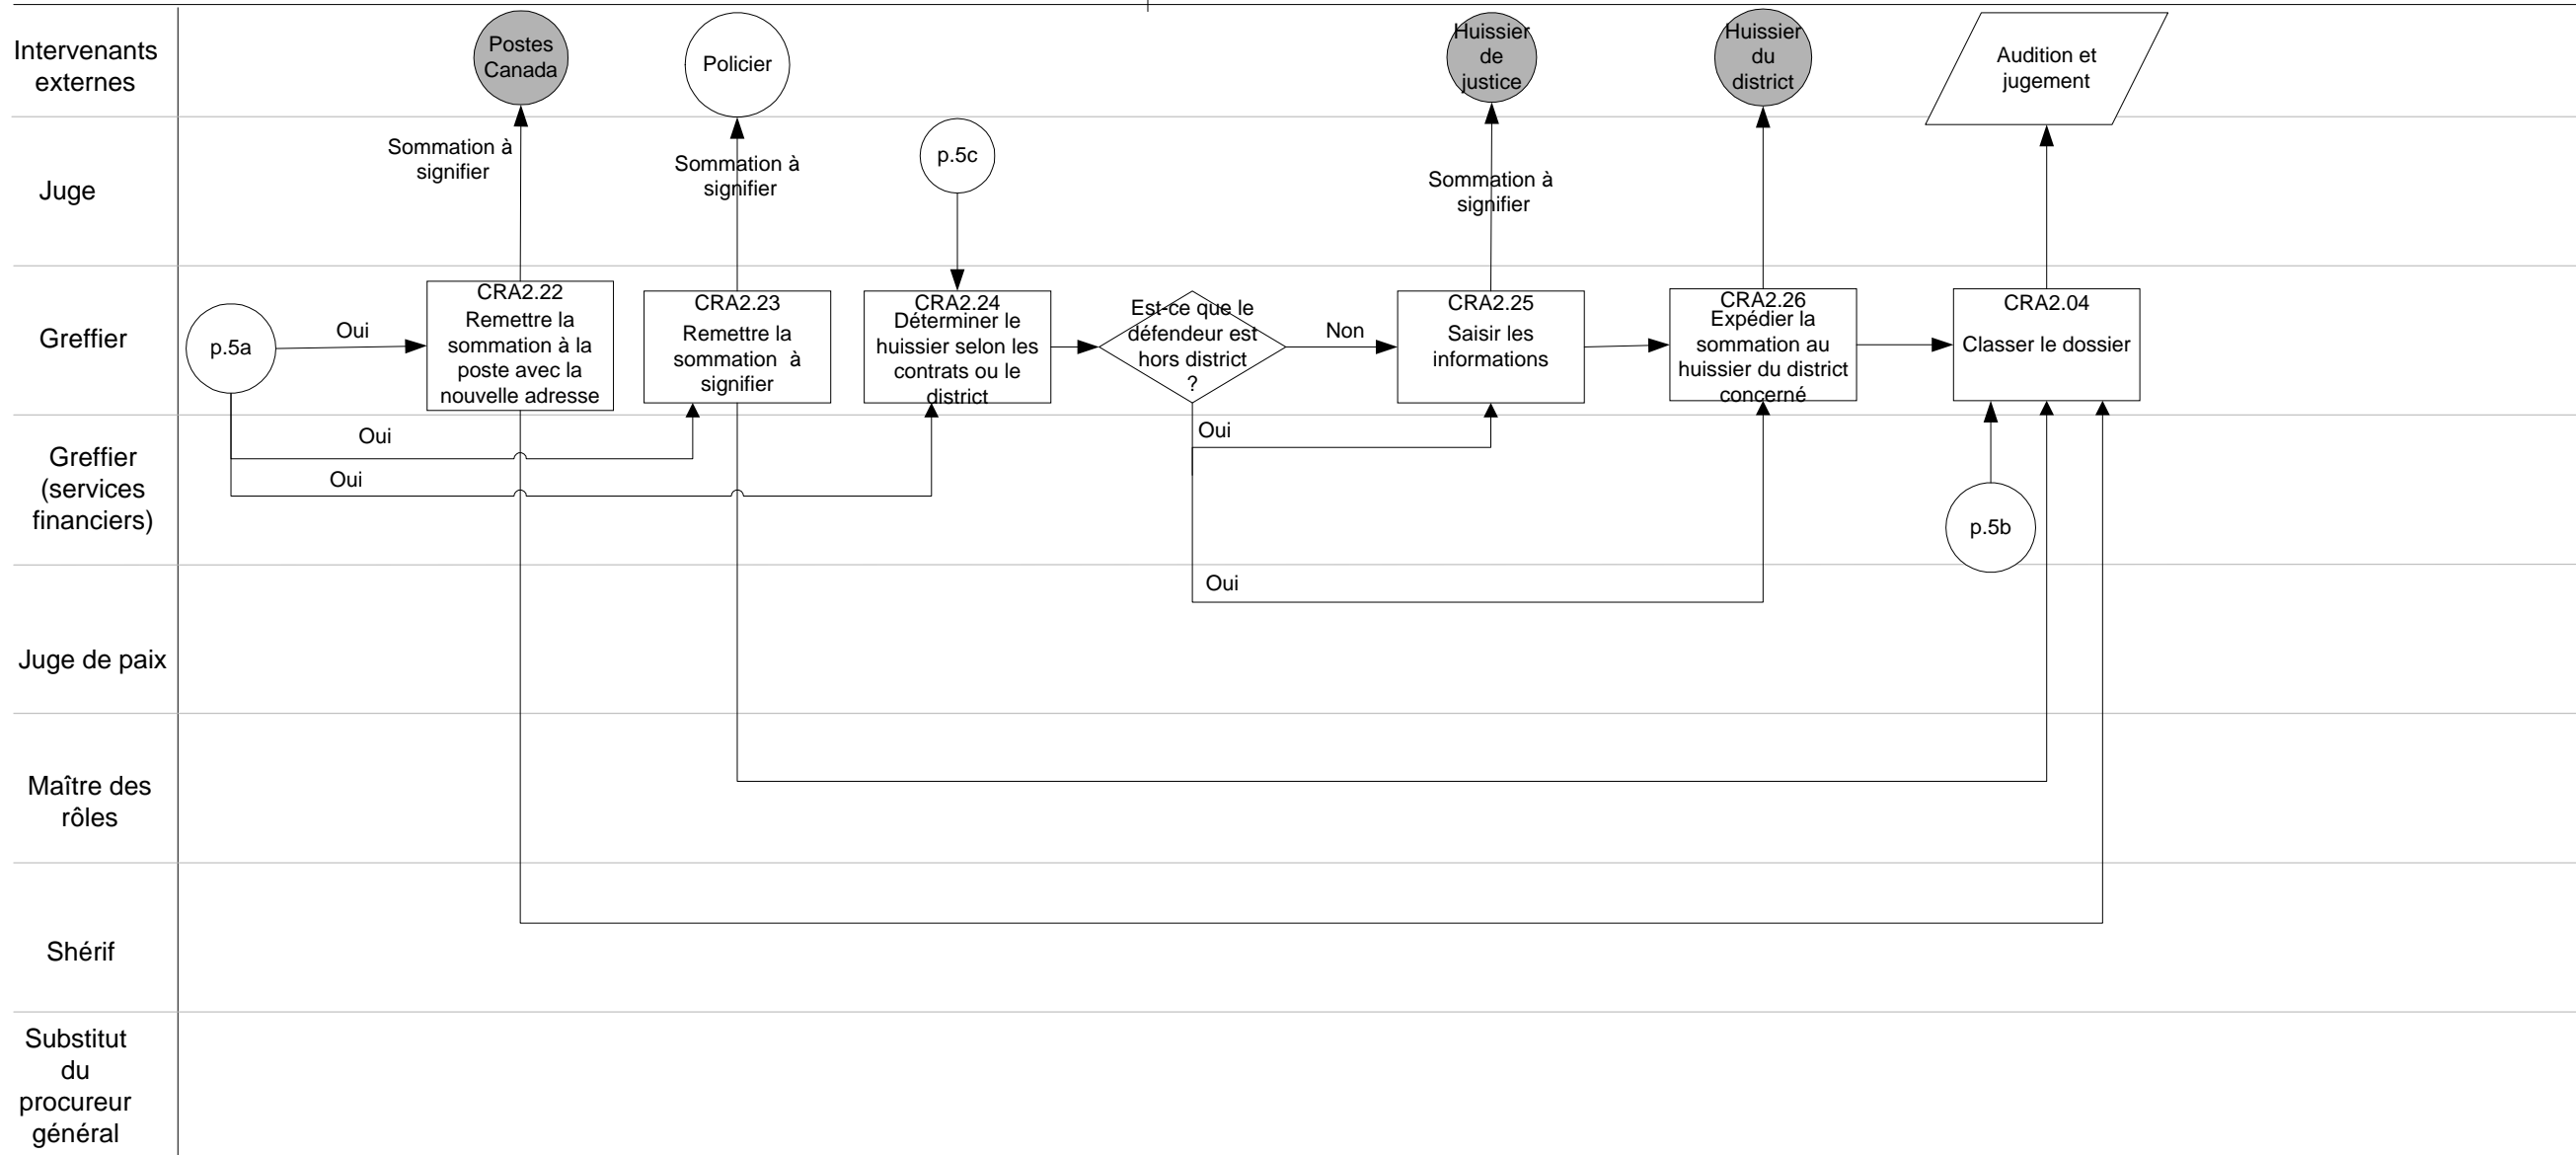 Intervenants
externes
Postes
Canada
Policier
Huissier
de
justice
Huissier
du
district
Audition et
jugement
Juge
Sommation à
signifier
Sommation à
signifier
p.5c
Sommation à
signifier
Greffier
p.5a
Oui
CRA2.22
Remettre la
sommation à la
poste avec la
nouvelle adresse
CRA2.23
Remettre la
sommation à
signifier
CRA2.24
Déterminer le
huissier selon les
contrats ou le
district
Est-ce que le
défendeur est
hors district
?
Non
CRA2.25
Saisir les
informations
CRA2.26
Expédier la
sommation au
huissier du district
concerné
CRA2.04
Classer le dossier
Greffier
(services
financiers)
Oui
Oui
Oui
p.5b
Oui
Juge de paix
Maître des
rôles
Shérif
Substitut
du
procureur
général